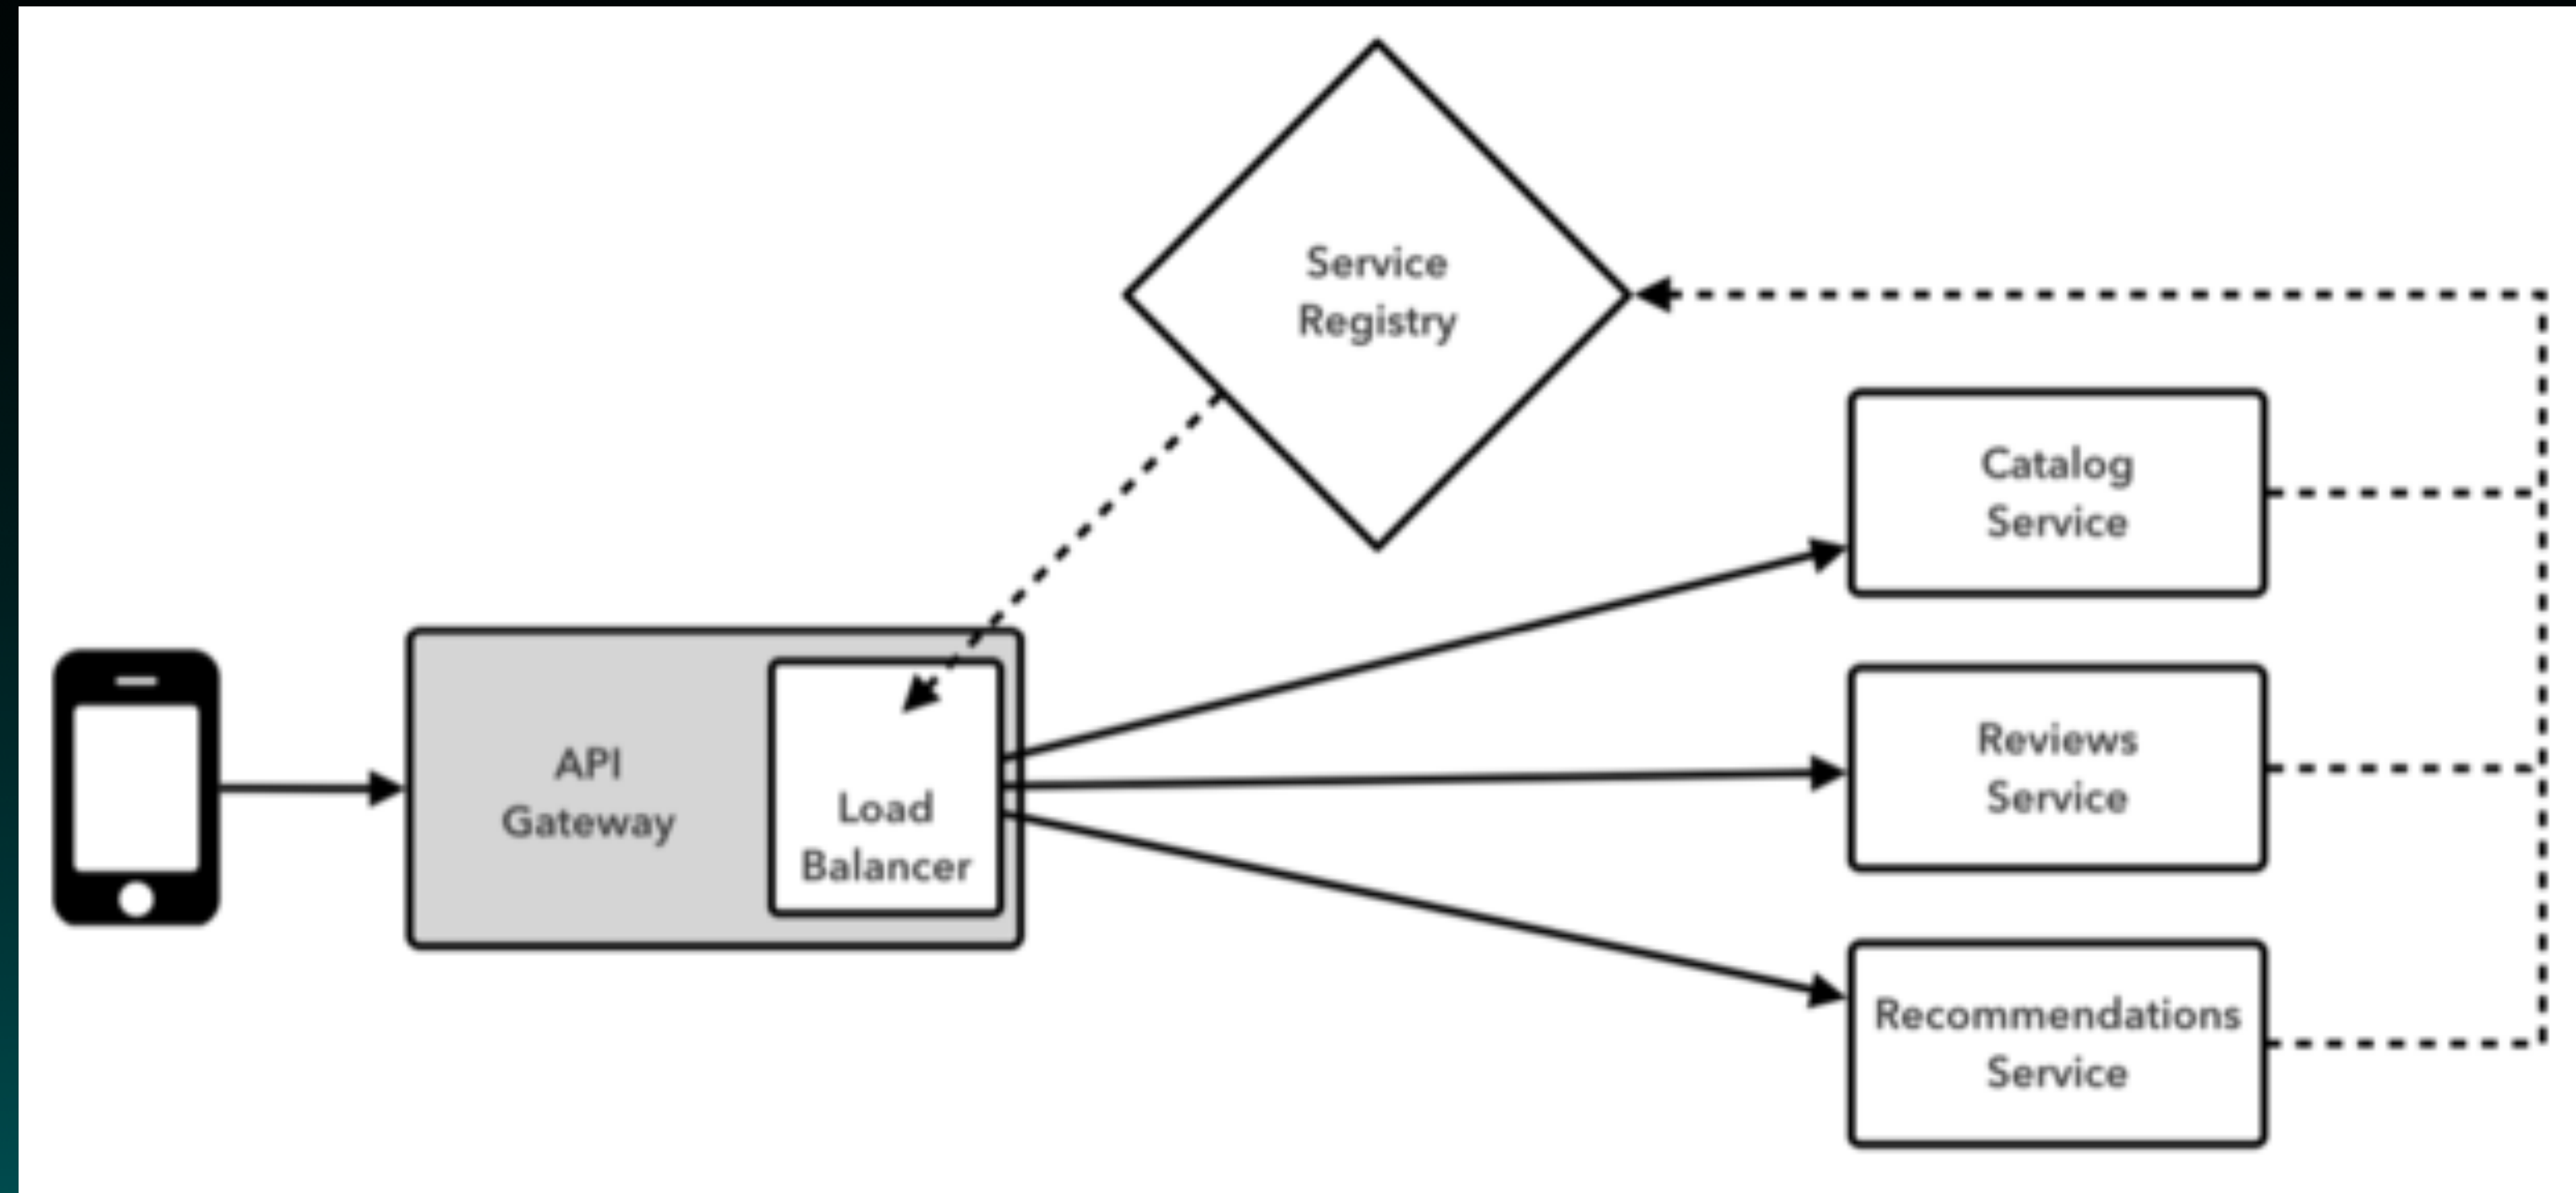 Service
Registry
Catalog
Service
API
Gateway
Load
Balancer
Reviews
Service
Recommendations
Service